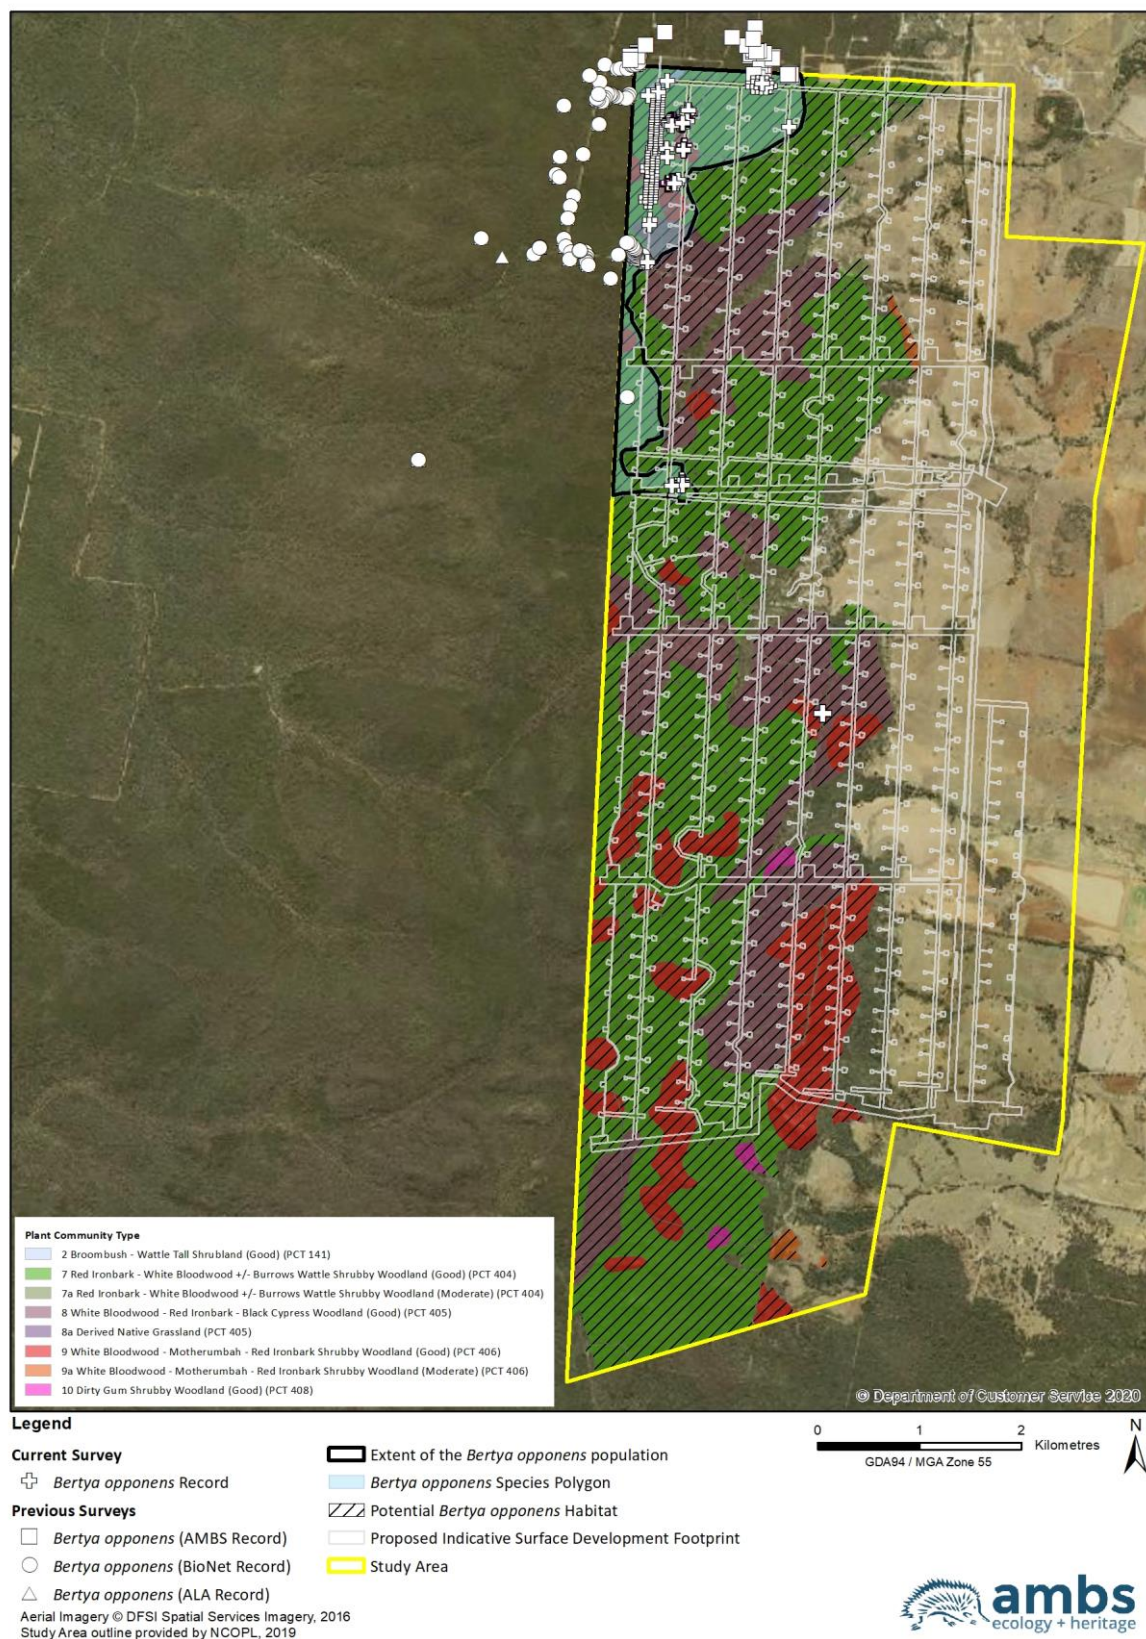 Plant Community Type
2 Broombush - Wattle Tall Shrubland (Good) (PCT 141)
7 Red Ironbark - White Bloodwood +/- Burrows Wattle Shrubby Woodland (Good) (PCT 404)
7a Red Ironbark - White Bloodwood +/- Burrows Wattle Shrubby Woodland (Moderate) (PCT 404)
8 White Bloodwood - Red Ironbark - Black Cypress Woodland (Good) (PCT 405)
8a Derived Native Grassland (PCT 405)
9 White Bloodwood - Motherumbah - Red Ironbark Shrubby Woodland (Good) (PCT 406)
9a White Bloodwood - Motherumbah - Red Ironbark Shrubby Woodland (Moderate) (PCT 406)
10 Dirty Gum Shrubby Woodland (Good) (PCT 408)
© Department of Customer Service 2020
Legend
Current Survey
Bertya opponens Record
Previous Surveys
Bertya opponens (AMBS Record)
Bertya opponens (BioNet Record)
Bertya opponens (ALA Record)
Extent of the Bertya opponens population
Bertya opponens Species Polygon
Potential Bertya opponens Habitat
Proposed Indicative Surface Development Footprint
Study Area
0 1 2
Kilometres
GDA94 / MGA Zone 55
N
Aerial Imagery © DFSI Spatial Services Imagery, 2016
Study Area outline provided by NCOPL, 2019
ambs
ecology + heritage